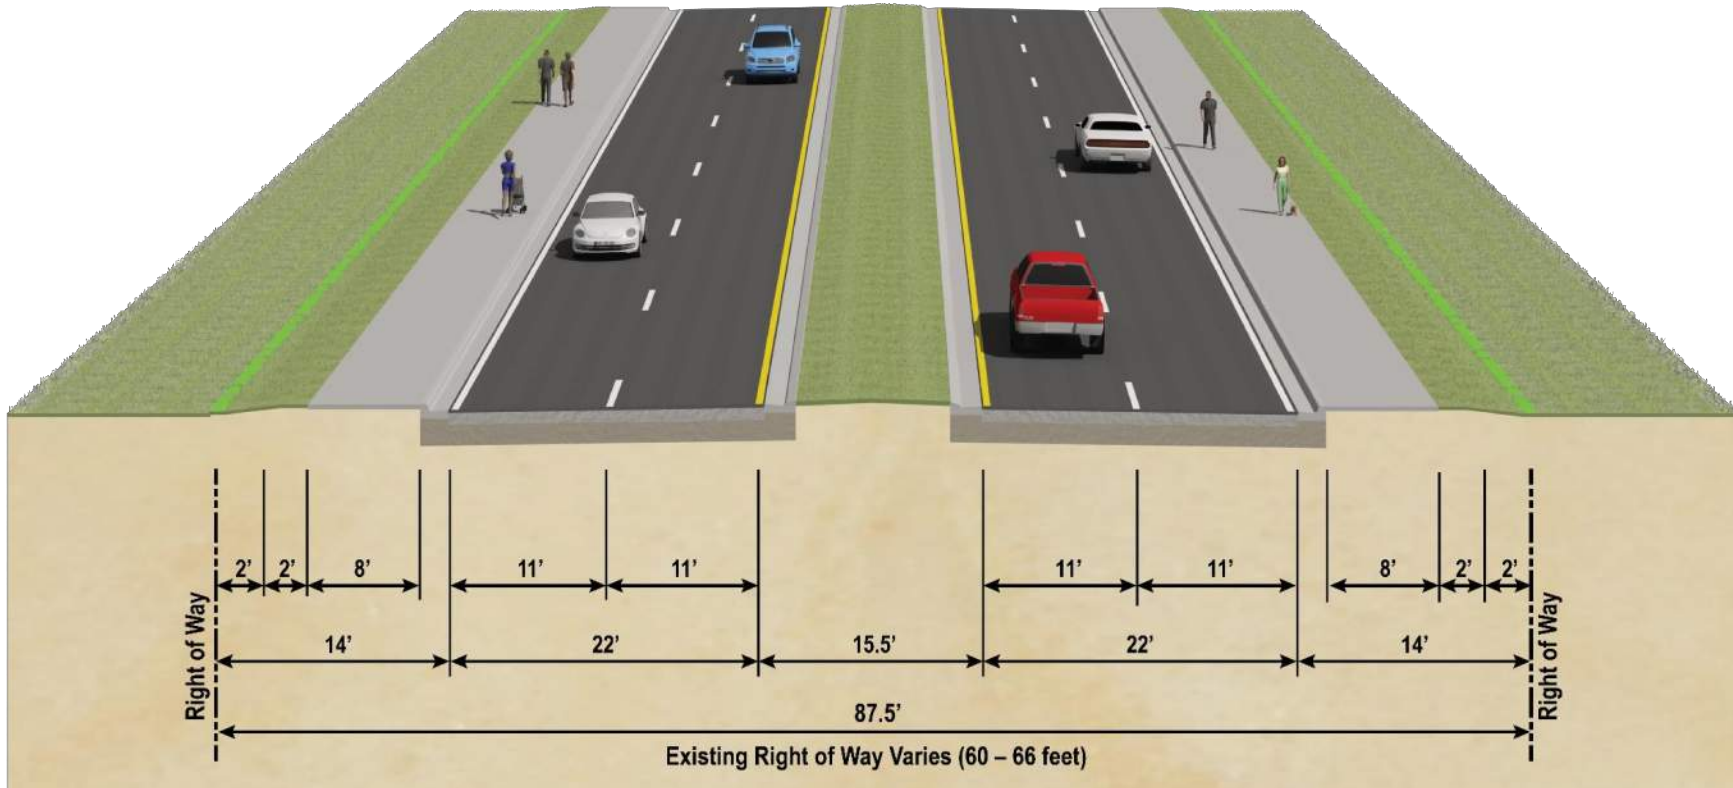 2’ 2’ 8’ 11’ 11’ 11’ 11’ 8’ 2’ 2’
Right of Way
14’ 22’ 15.5’ 22’ 14’
Right of Way
87.5’
Existing Right of Way Varies (60 – 66 feet)